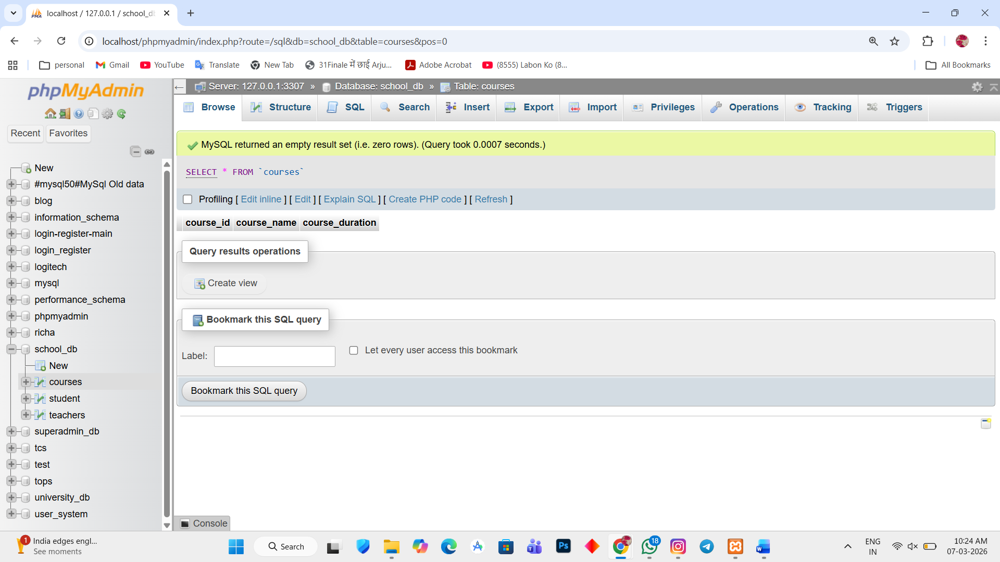 localhost / 127.0.0.1 / school_db
localhost/phpmyadmin/index.php?route=/sql&db=school_db&table=courses&pos=0
personal
Gmail
YouTube
Translate
New Tab
31Finale में छाई Arju...
Adobe Acrobat
(8555) Labon Ko (8...
All Bookmarks
phpMyAdmin
Recent
Favorites
New
#mysql50#MySql Old data
blog
information_schema
login-register-main
login_register
logitech
mysql
performance_schema
phpmyadmin
richa
school_db
New
courses
student
teachers
superadmin_db
tcs
test
tops
university_db
user_system
Server: 127.0.0.1:3307 » Database: school_db » Table: courses
Browse
Structure
SQL
Search
Insert
Export
Import
Privileges
Operations
Tracking
Triggers
MySQL returned an empty result set (i.e. zero rows). (Query took 0.0007 seconds.)
SELECT * FROM `courses`
Profiling [ Edit inline ] [ Edit ] [ Explain SQL ] [ Create PHP code ] [ Refresh ]
course_id course_name course_duration
Query results operations
Create view
Bookmark this SQL query
Label:
Let every user access this bookmark
Bookmark this SQL query
Console
1
India edges engl...
See moments
Search
Ps
18
ENG
IN
10:24 AM
07-03-2026